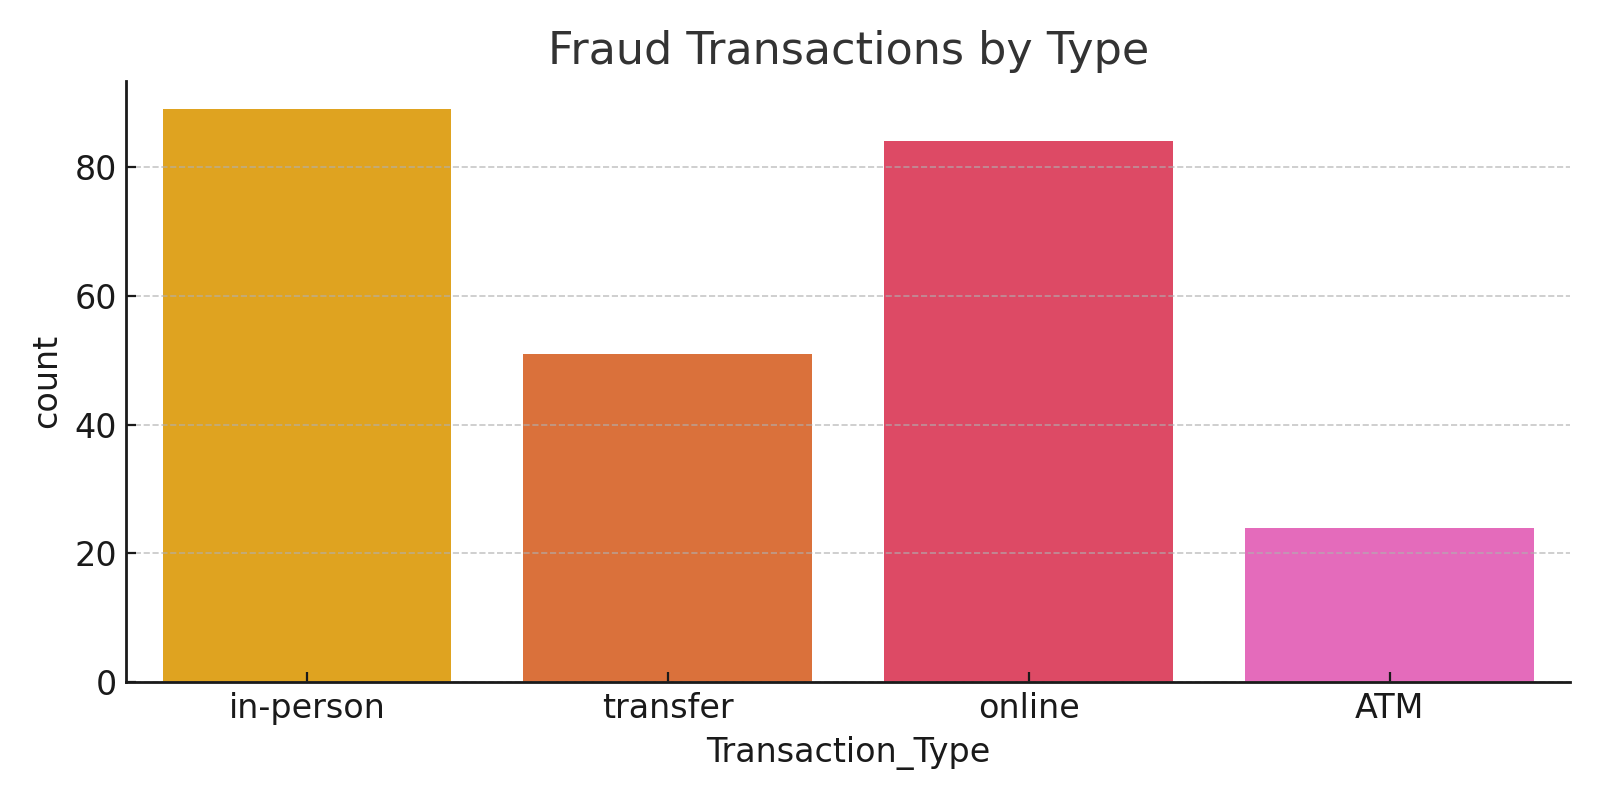 Fraud Transactions by Type
80
60
40
20
0
count
in-person transfer online ATM
Transaction_Type